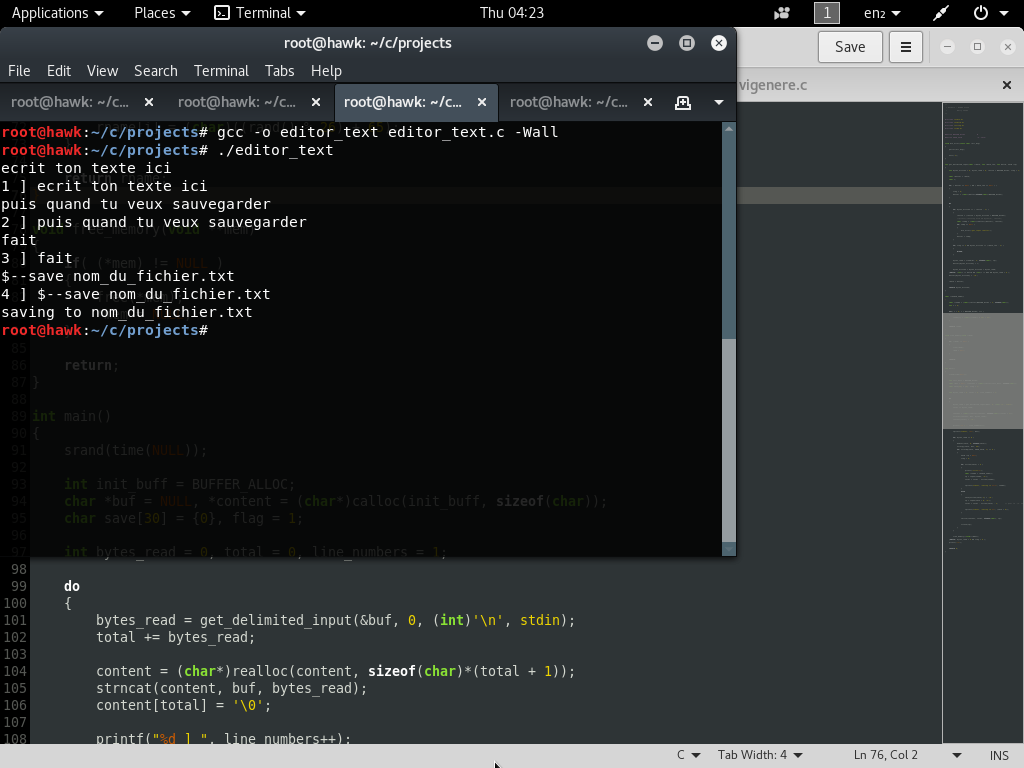 Applications Places Terminal Thu 04:23 1 en₂
root@hawk: ~/c/projects
Save
File Edit View Search Terminal Tabs Help
vigenere.c
root@hawk: ~/c... root@hawk: ~/c... root@hawk: ~/c... root@hawk: ~/c...
root@hawk:~/c/projects# gcc -o editor_text editor_text.c -Wall
root@hawk:~/c/projects# ./editor_text
ecrit ton texte ici
1 ] ecrit ton texte ici
puis quand tu veux sauvegarder
2 ] puis quand tu veux sauvegarder
fait
3 ] fait
$--save nom_du_fichier.txt
4 ] $--save nom_du_fichier.txt
saving to nom_du_fichier.txt
root@hawk:~/c/projects#
85
86 return;
87 }
88
89 int main()
90 {
91 srand(time(NULL));
92
93 int init_buff = BUFFER_ALLOC;
94 char *buf = NULL, *content = (char*)calloc(init_buff, sizeof(char));
95 char save[30] = {0}, flag = 1;
96
97 int bytes_read = 0, total = 0, line_numbers = 1;
98
99 do
100 {
101 bytes_read = get_delimited_input(&buf, 0, (int)'\n', stdin);
102 total += bytes_read;
103
104 content = (char*)realloc(content, sizeof(char)*(total + 1));
105 strncat(content, buf, bytes_read);
106 content[total] = '\0';
107
108 printf("%d ] ", line_numbers++);
C Tab Width: 4 Ln 76, Col 2 INS